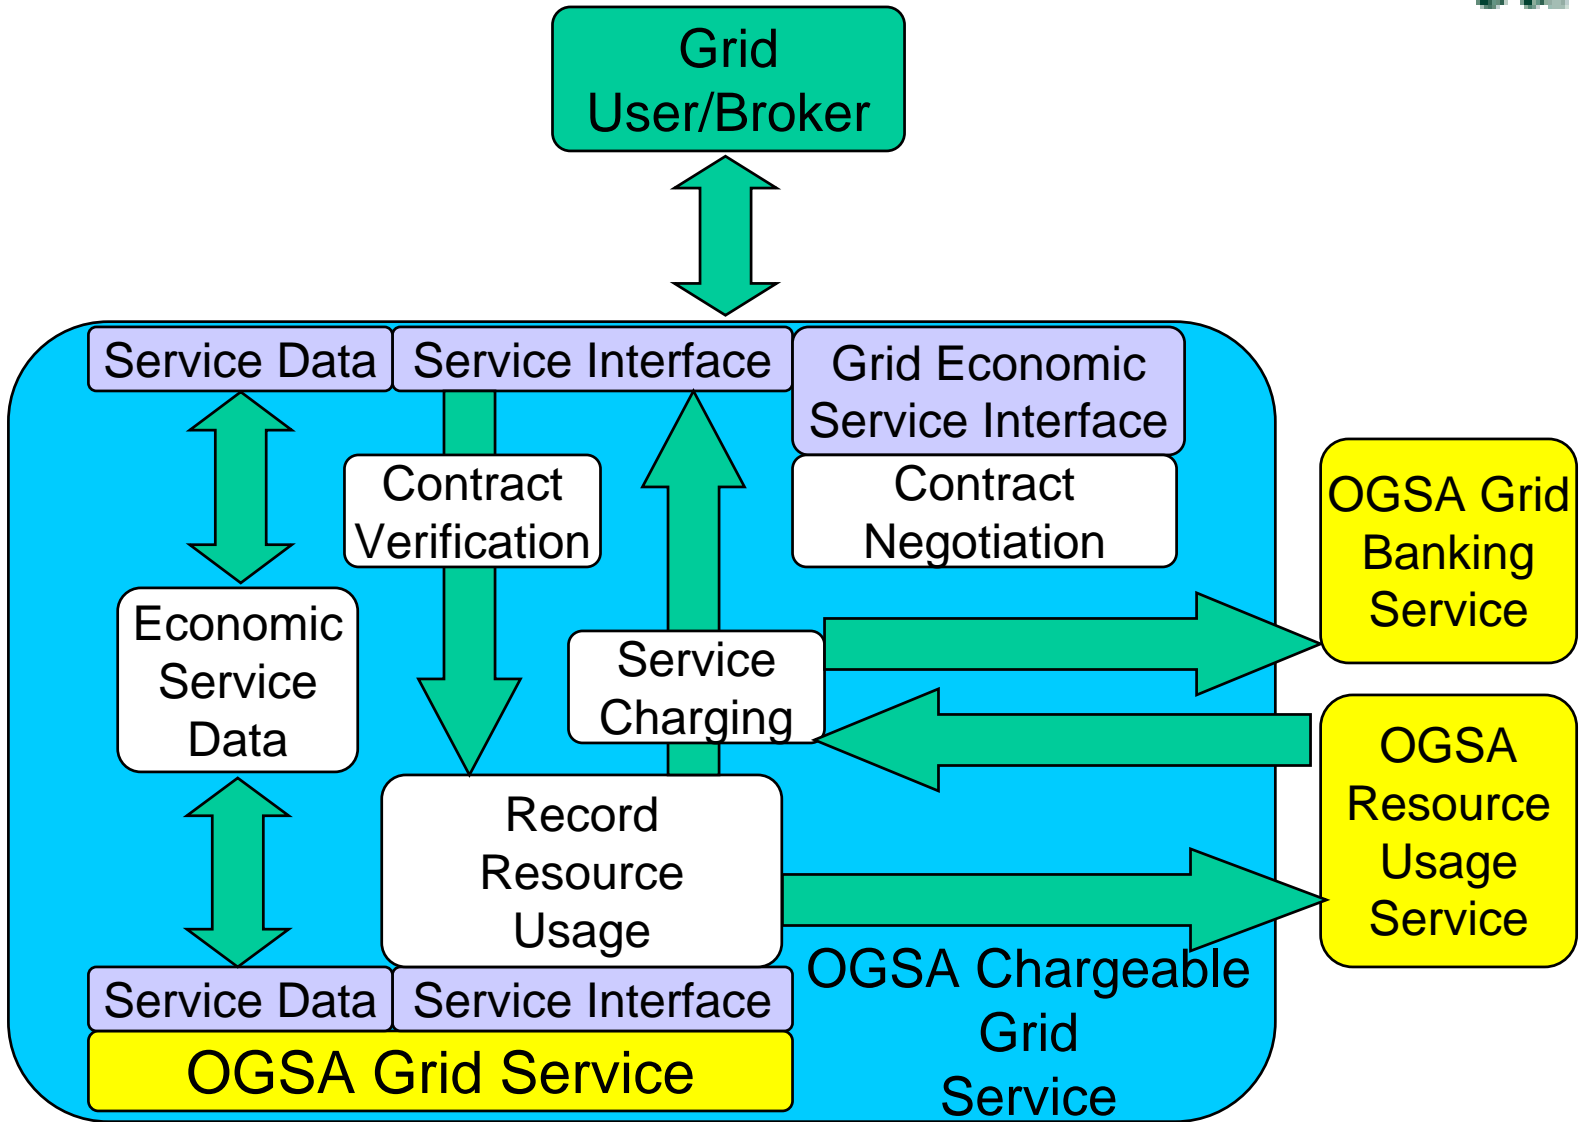 Grid
User/Broker
Service Data
Service Interface
Grid Economic
Service Interface
Contract
Verification
Contract
Negotiation
OGSA Grid
Banking
Service
Economic
Service
Data
Service
Charging
OGSA
Resource
Usage
Service
Record
Resource
Usage
OGSA Chargeable
Grid
Service
Service Data
Service Interface
OGSA Grid Service